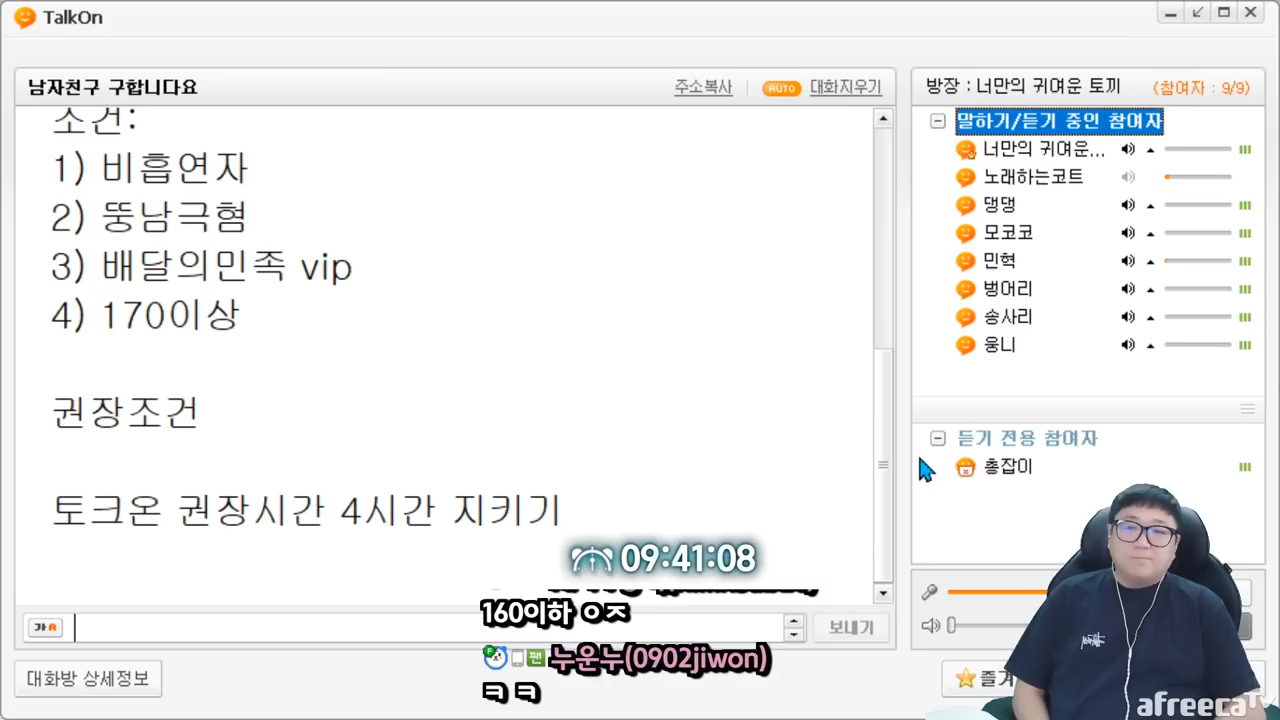 TalkOn
남자친구 구합니다요
주소복사
AUTO 대화지우기
조건:
1) 비흡연자
2) 뚱남극혐
3) 배달의민족 vip
4) 170이상
권장조건
토크온 권장시간 4시간 지키기
09:41:08
160이하 ㅇㅈ
팬 누운누(0902jiwon)
ㅋㅋ
가A
보내기
대화방 상세정보
방장 : 너만의 귀여운 토끼 (참여자 : 9/9)
말하기/듣기 중인 참여자
너만의 귀여운...
노래하는코트
댕댕
모코코
민혁
벙어리
송사리
웅니
듣기 전용 참여자
총잡이
afreecaTV